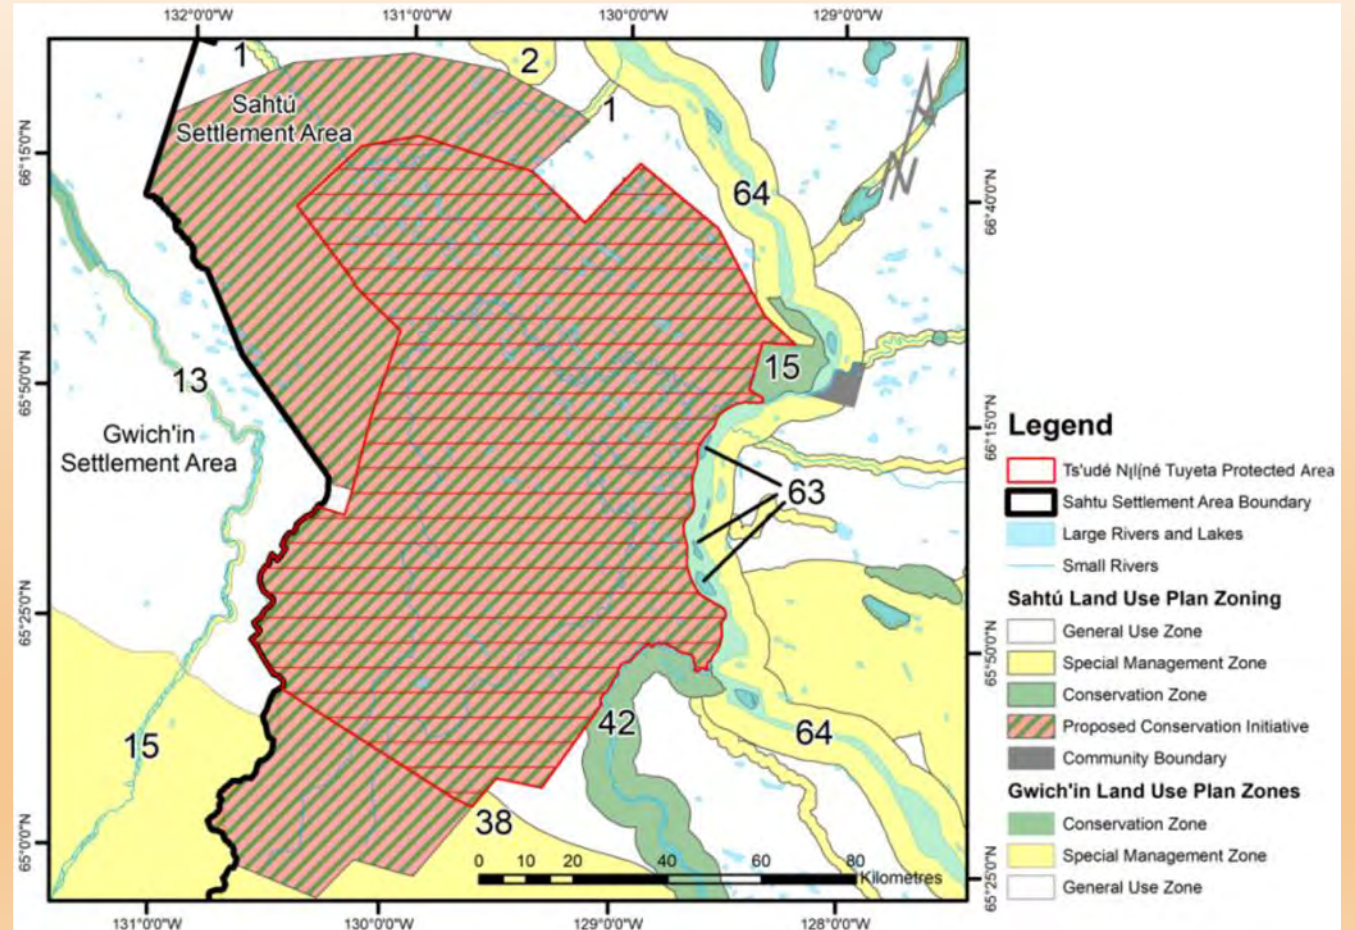 132°0'0"W
131°0'0"W
130°0'0"W
129°0'0"W
1
2
1
Sahtú
Settlement Area
66°15'0"N
64
66°40'0"N
N
15
13
65°50'0"N
Gwich'in
Settlement Area
66°15'0"N
63
65°25'0"N
65°50'0"N
42
64
15
38
65°0'0"N
0 10 20 40 60 80
Kilometres
65°25'0"N
131°0'0"W
130°0'0"W
129°0'0"W
128°0'0"W
Legend
Ts'udé Nı̨lı̨́né Tuyeta Protected Area
Sahtu Settlement Area Boundary
Large Rivers and Lakes
Small Rivers
Sahtú Land Use Plan Zoning
General Use Zone
Special Management Zone
Conservation Zone
Proposed Conservation Initiative
Community Boundary
Gwich'in Land Use Plan Zones
Conservation Zone
Special Management Zone
General Use Zone